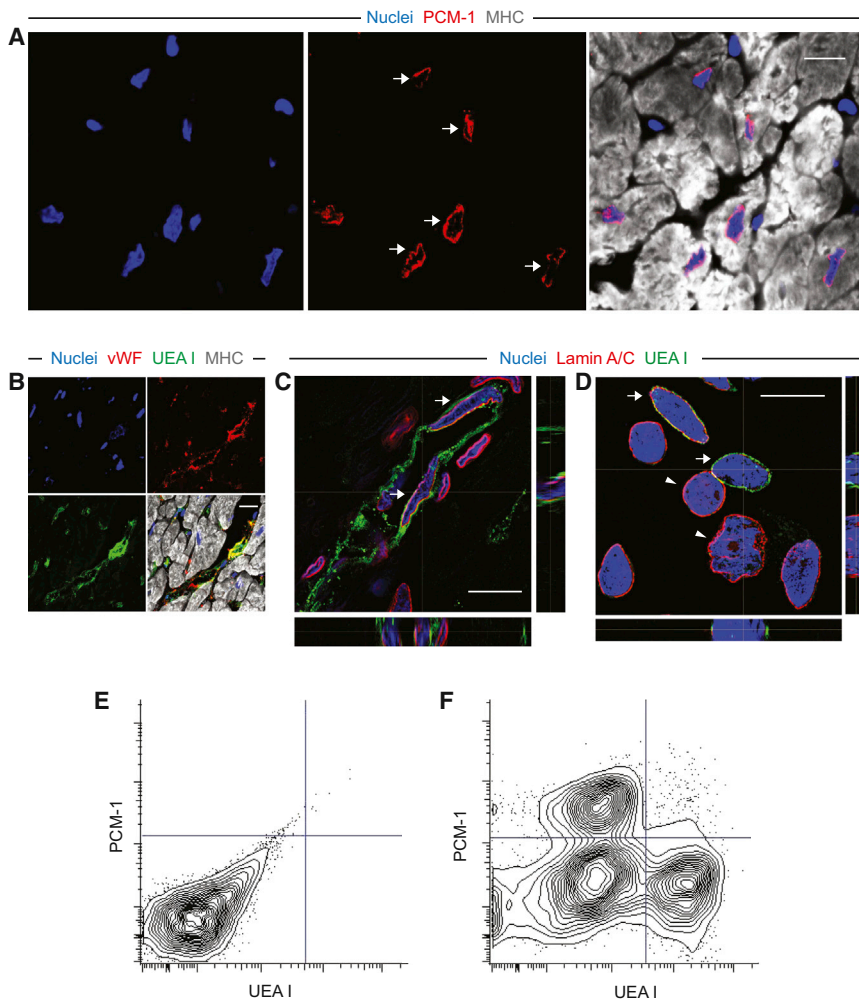 Nuclei PCM-1 MHC
A
Nuclei vWF UEA I MHC
Nuclei Lamin A/C UEA I
B
C
D
E
F
PCM-1
UEA I
PCM-1
UEA I